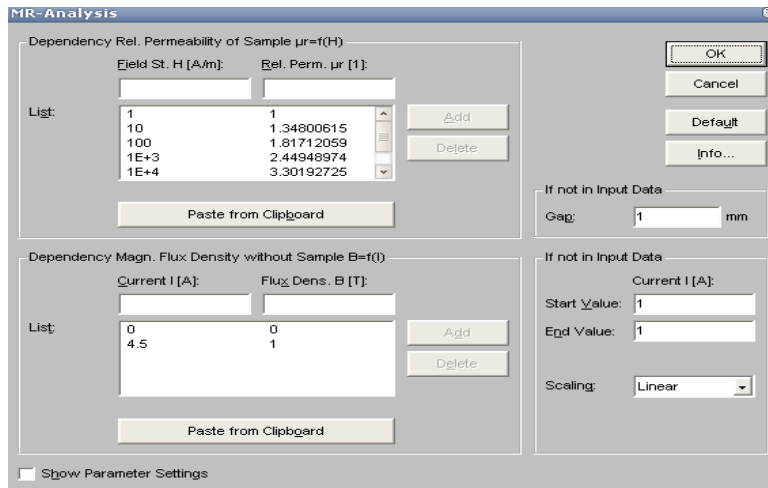 MR-Analysis
Dependency Rel. Permeability of Sample µr=f(H)
Field St. H [A/m]: Rel. Perm. µr [1]:
List:
1 1
10 1.34800615
100 1.81712059
1E+3 2.44948974
1E+4 3.30192725
Add
Delete
Paste from Clipboard
OK
Cancel
Default
Info...
If not in Input Data
Gap: 1 mm
Dependency Magn. Flux Density without Sample B=f(I)
Current I [A]: Flux Dens. B [T]:
List:
0 0
4.5 1
Add
Delete
Paste from Clipboard
If not in Input Data
Current I [A]:
Start Value: 1
End Value: 1
Scaling: Linear
Show Parameter Settings